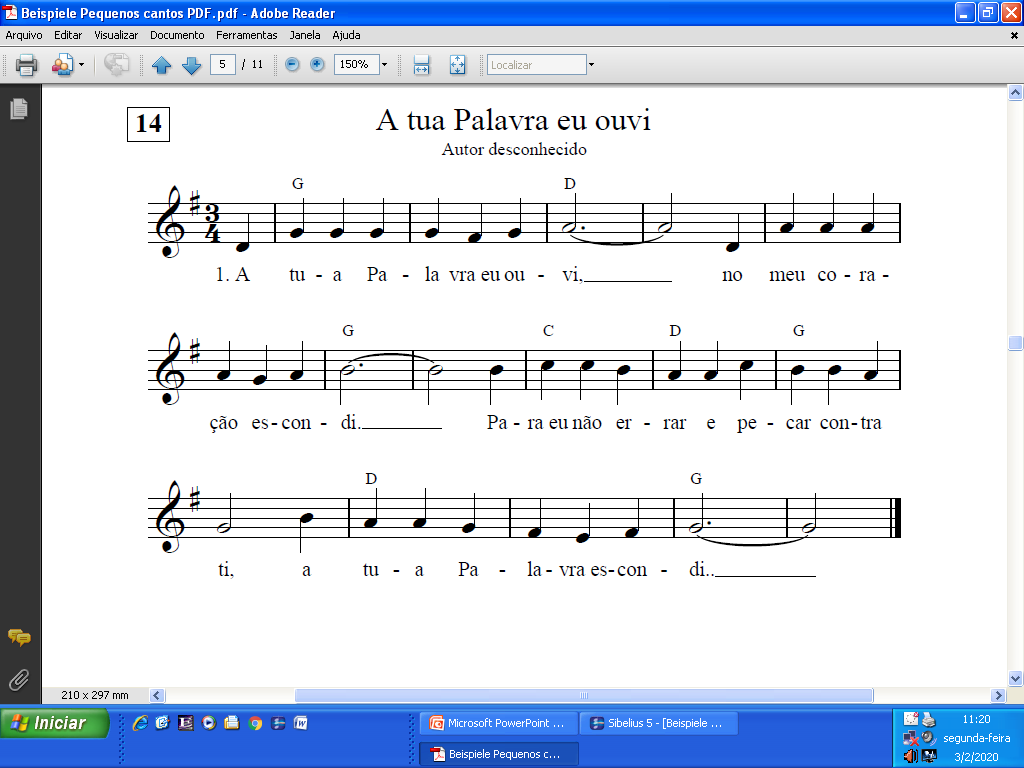 Beispiele Pequenos cantos PDF.pdf - Adobe Reader
Arquivo Editar Visualizar Documento Ferramentas Janela Ajuda
5 / 11 150% Localizar
14
A tua Palavra eu ouvi
Autor desconhecido
G D
3
4
1. A tu - a Pa - la vra eu ou - vi, no meu co - ra -
G C D G
ção es - con - di. Pa - ra eu não er - rar e pe - car con - tra
D G
ti, a tu - a Pa - la - vra es - con - di..
210 x 297 mm
Iniciar
Microsoft PowerPoint ... Sibelius 5 - [Beispiele ...
Beispiele Pequenos c...
11:20
segunda-feira
3/2/2020